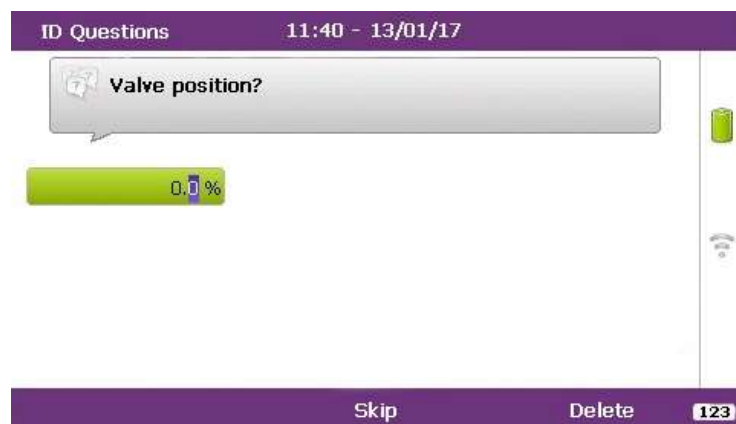 ID Questions 11:40 - 13/01/17
Valve position?
0.0 %
Skip Delete 123